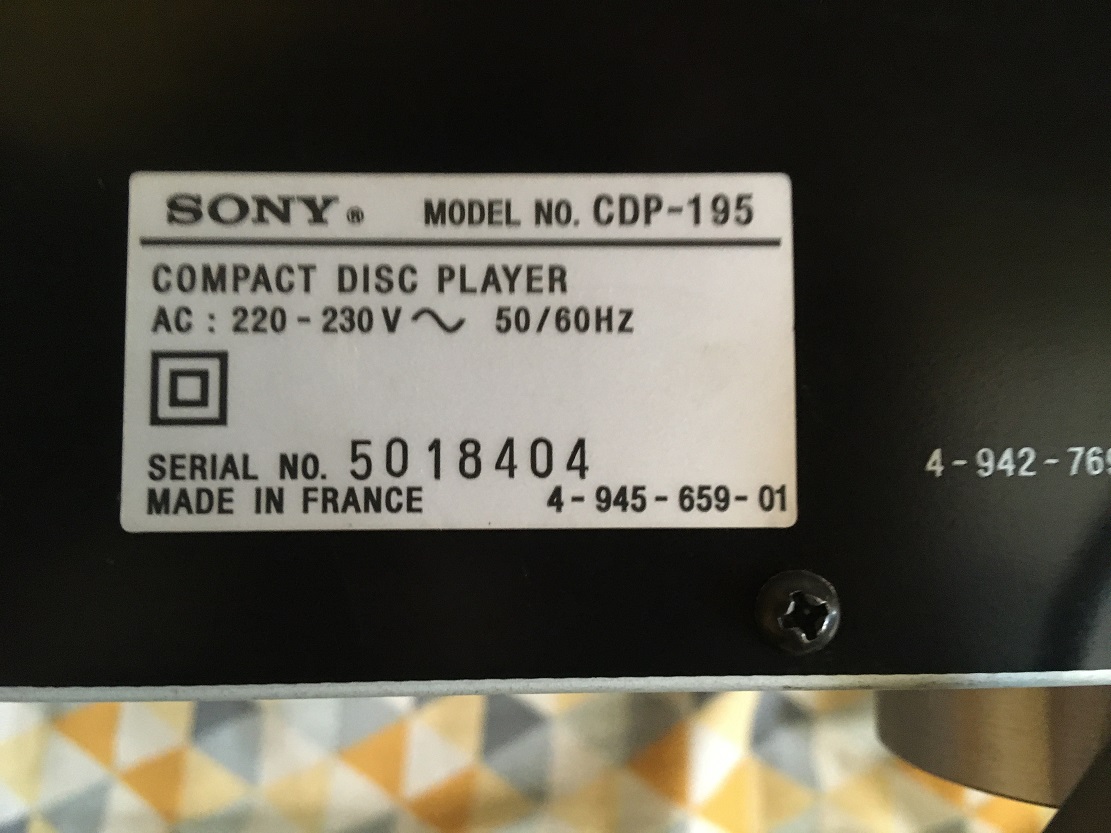 SONY® MODEL NO. CDP-195
COMPACT DISC PLAYER
AC : 220 - 230 V ~ 50/60HZ
SERIAL NO. 5018404
MADE IN FRANCE 4-945-659-01
4-942-769